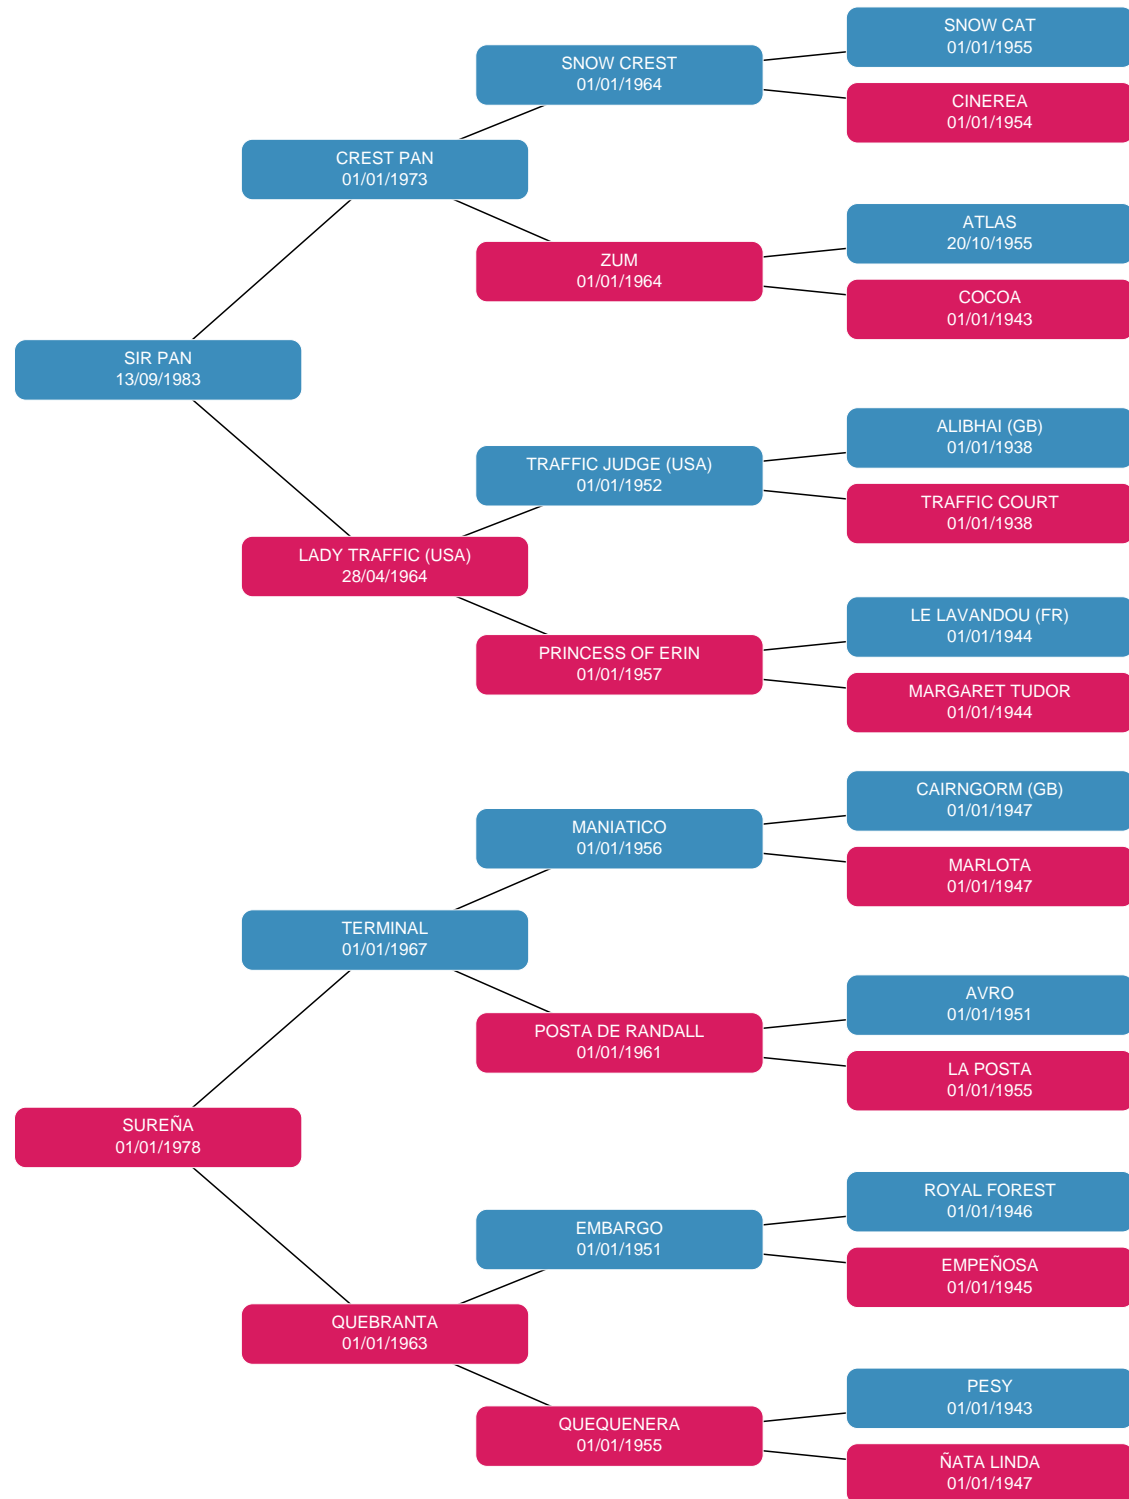 SNOW CAT
01/01/1955
SNOW CREST
01/01/1964
CINEREA
01/01/1954
CREST PAN
01/01/1973
ATLAS
20/10/1955
ZUM
01/01/1964
COCOA
01/01/1943
SIR PAN
13/09/1983
ALIBHAI (GB)
01/01/1938
TRAFFIC JUDGE (USA)
01/01/1952
TRAFFIC COURT
01/01/1938
LADY TRAFFIC (USA)
28/04/1964
LE LAVANDOU (FR)
01/01/1944
PRINCESS OF ERIN
01/01/1957
MARGARET TUDOR
01/01/1944
CAIRNGORM (GB)
01/01/1947
MANIATICO
01/01/1956
MARLOTA
01/01/1947
TERMINAL
01/01/1967
AVRO
01/01/1951
POSTA DE RANDALL
01/01/1961
LA POSTA
01/01/1955
SUREÑA
01/01/1978
ROYAL FOREST
01/01/1946
EMBARGO
01/01/1951
EMPEÑOSA
01/01/1945
QUEBRANTA
01/01/1963
PESY
01/01/1943
QUEQUENERA
01/01/1955
ÑATA LINDA
01/01/1947